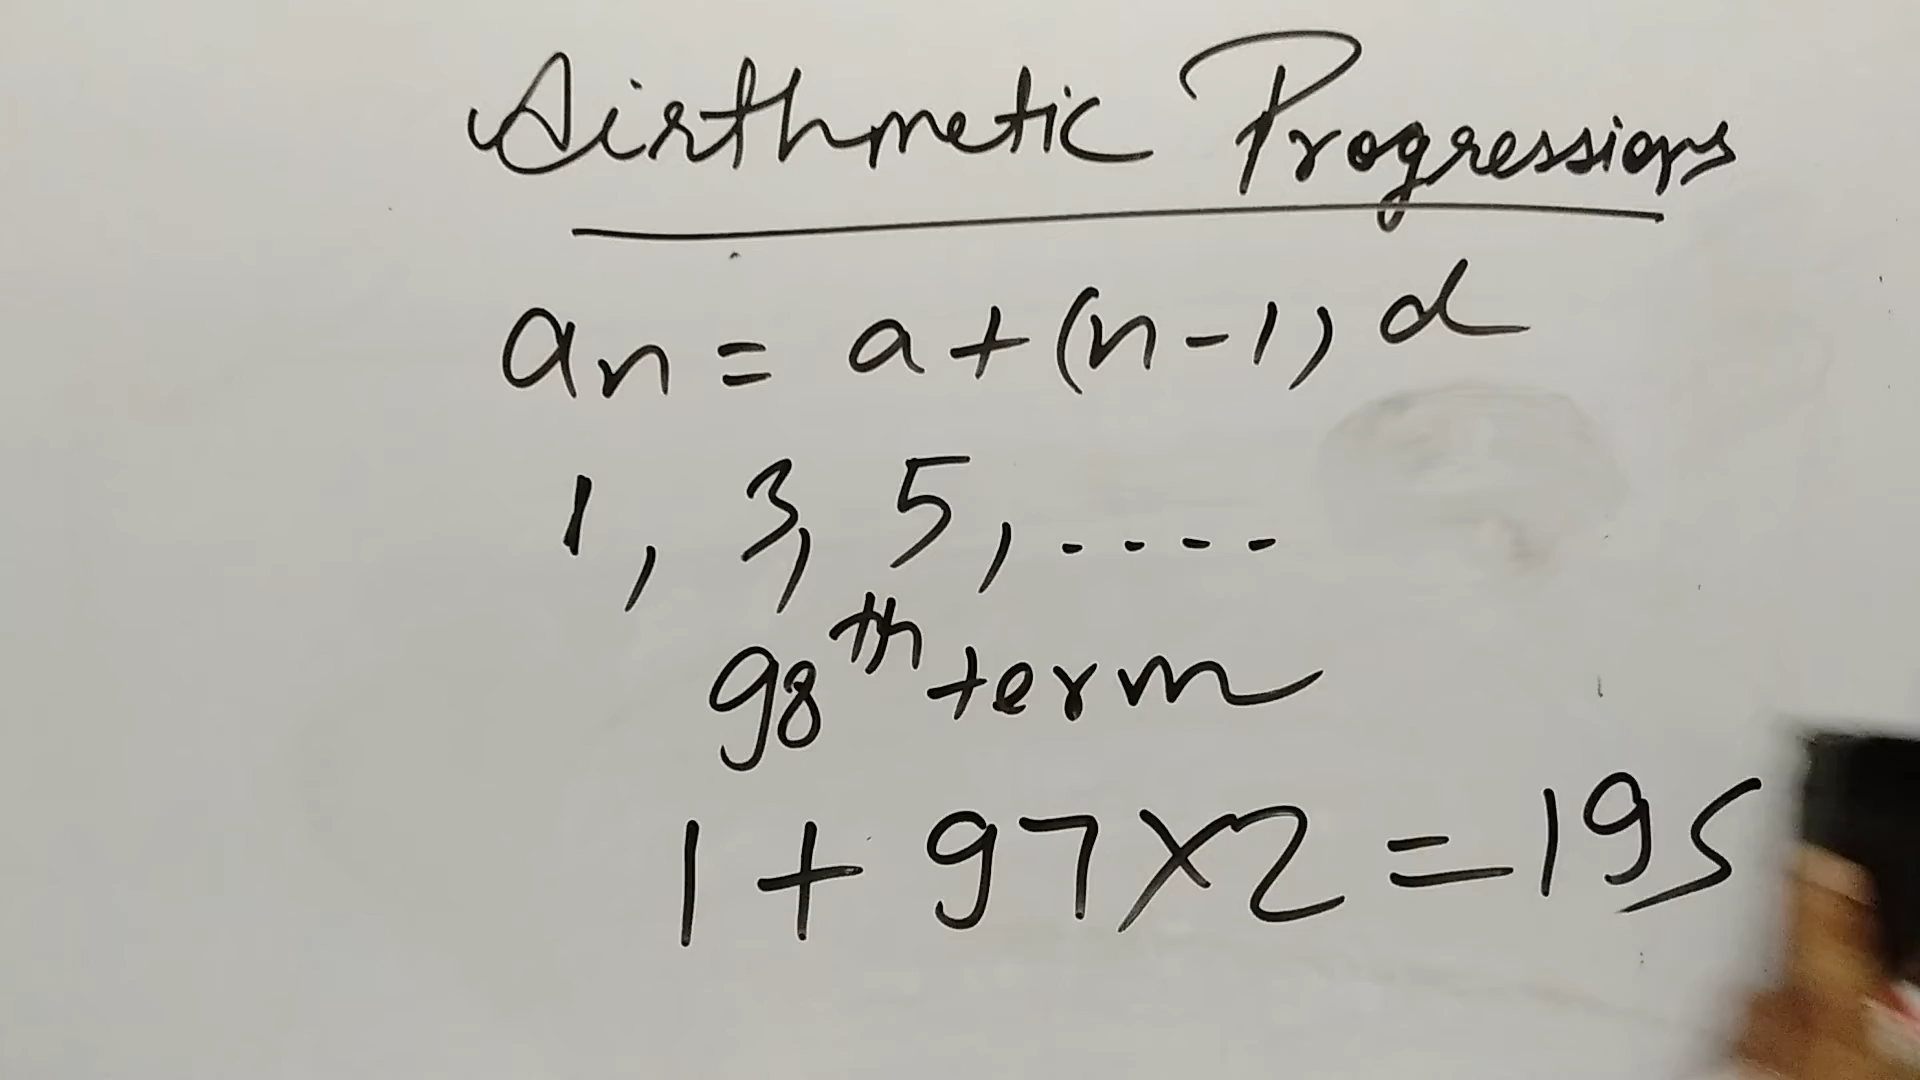 Airthmetic Progressions
an = a + (n-1) d
1, 3, 5, ....
98th term
1 + 97 × 2 = 195